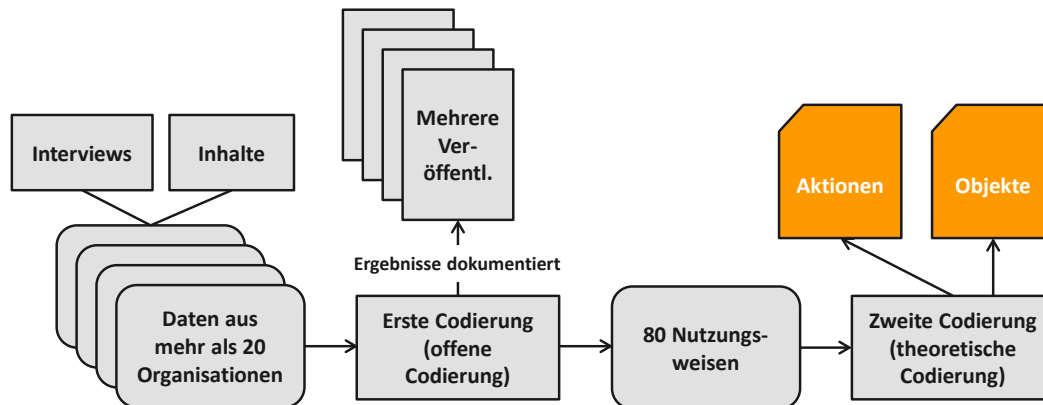 Interviews
Inhalte
Mehrere
Ver-
öffentl.
Aktionen
Objekte
Ergebnisse dokumentiert
Daten aus
mehr als 20
Organisationen
Erste Codierung
(offene
Codierung)
80 Nutzungs-
weisen
Zweite Codierung
(theoretische
Codierung)